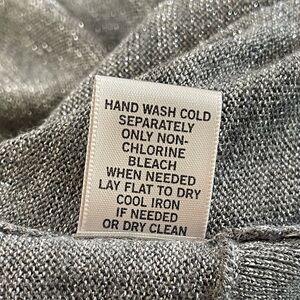 HAND WASH COLD
SEPARATELY
ONLY NON-
CHLORINE
BLEACH
WHEN NEEDED
LAY FLAT TO DRY
COOL IRON
IF NEEDED
OR DRY CLEAN